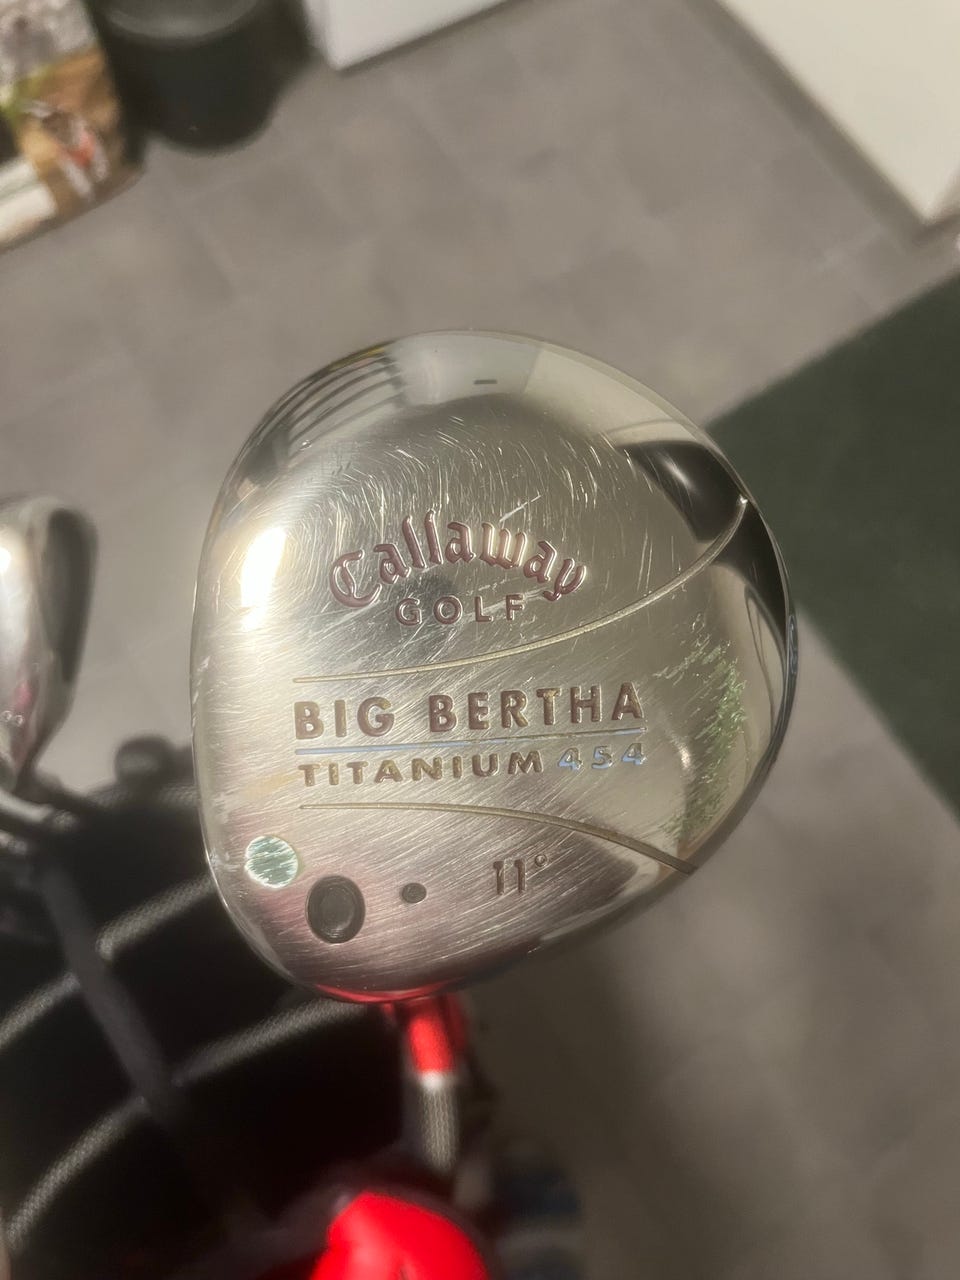 Callaway
GOLF
BIG BERTHA
TITANIUM 454
11°